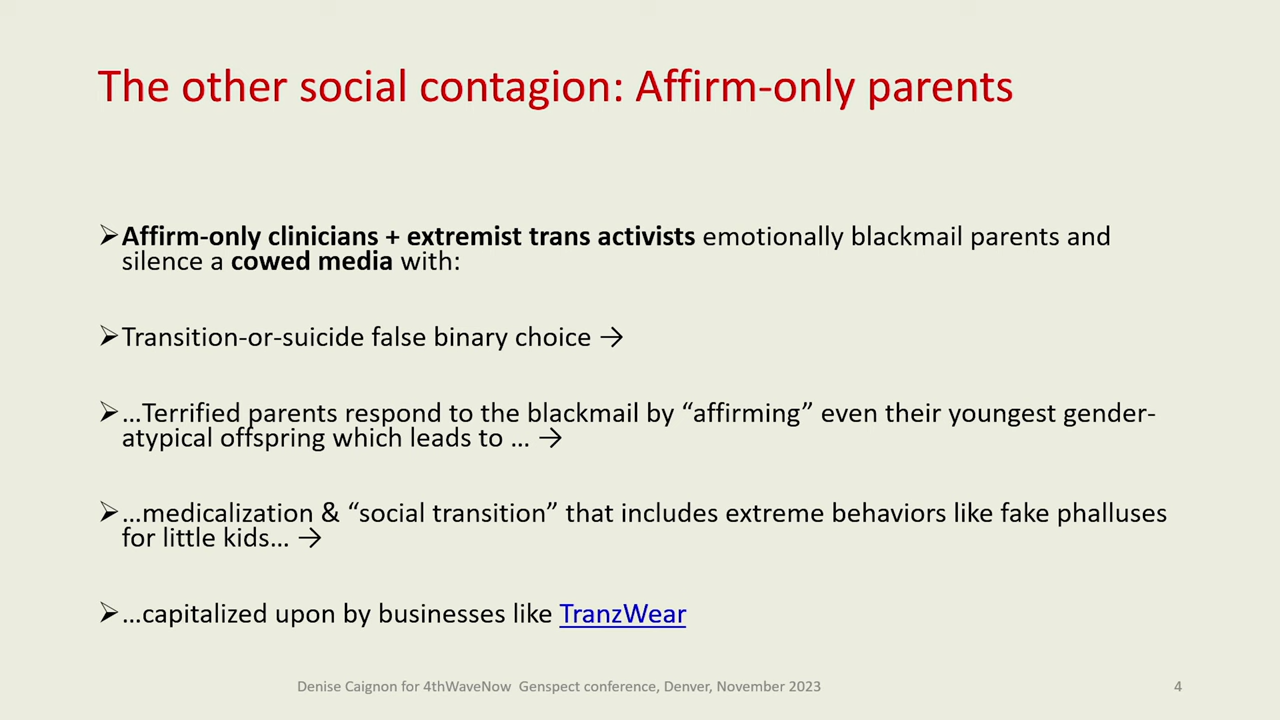 The other social contagion: Affirm-only parents
➢Affirm-only clinicians + extremist trans activists emotionally blackmail parents and
silence a cowed media with:
➢Transition-or-suicide false binary choice →
➢…Terrified parents respond to the blackmail by “affirming” even their youngest gender-
atypical offspring which leads to … →
➢…medicalization & “social transition” that includes extreme behaviors like fake phalluses
for little kids… →
➢…capitalized upon by businesses like TranzWear
Denise Caignon for 4thWaveNow  Genspect conference, Denver, November 2023
4